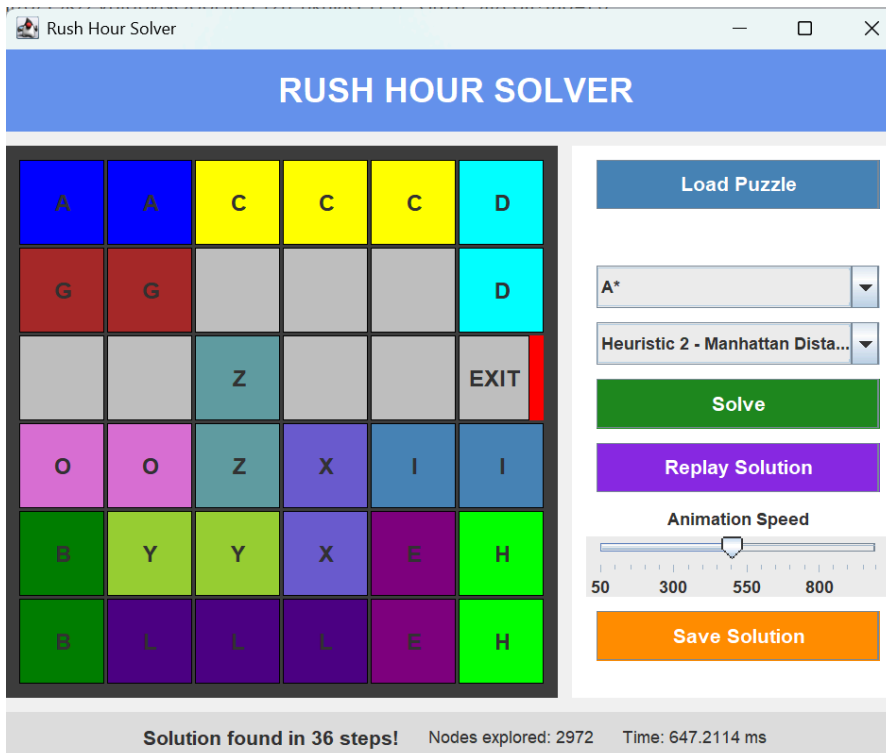 Rush Hour Solver
RUSH HOUR SOLVER
A A C C C D
G G D
Z EXIT
O O Z X I I
B Y Y X E H
B L L L E H
Load Puzzle
A*
Heuristic 2 - Manhattan Dista...
Solve
Replay Solution
Animation Speed
50 300 550 800
Save Solution
Solution found in 36 steps! Nodes explored: 2972 Time: 647.2114 ms